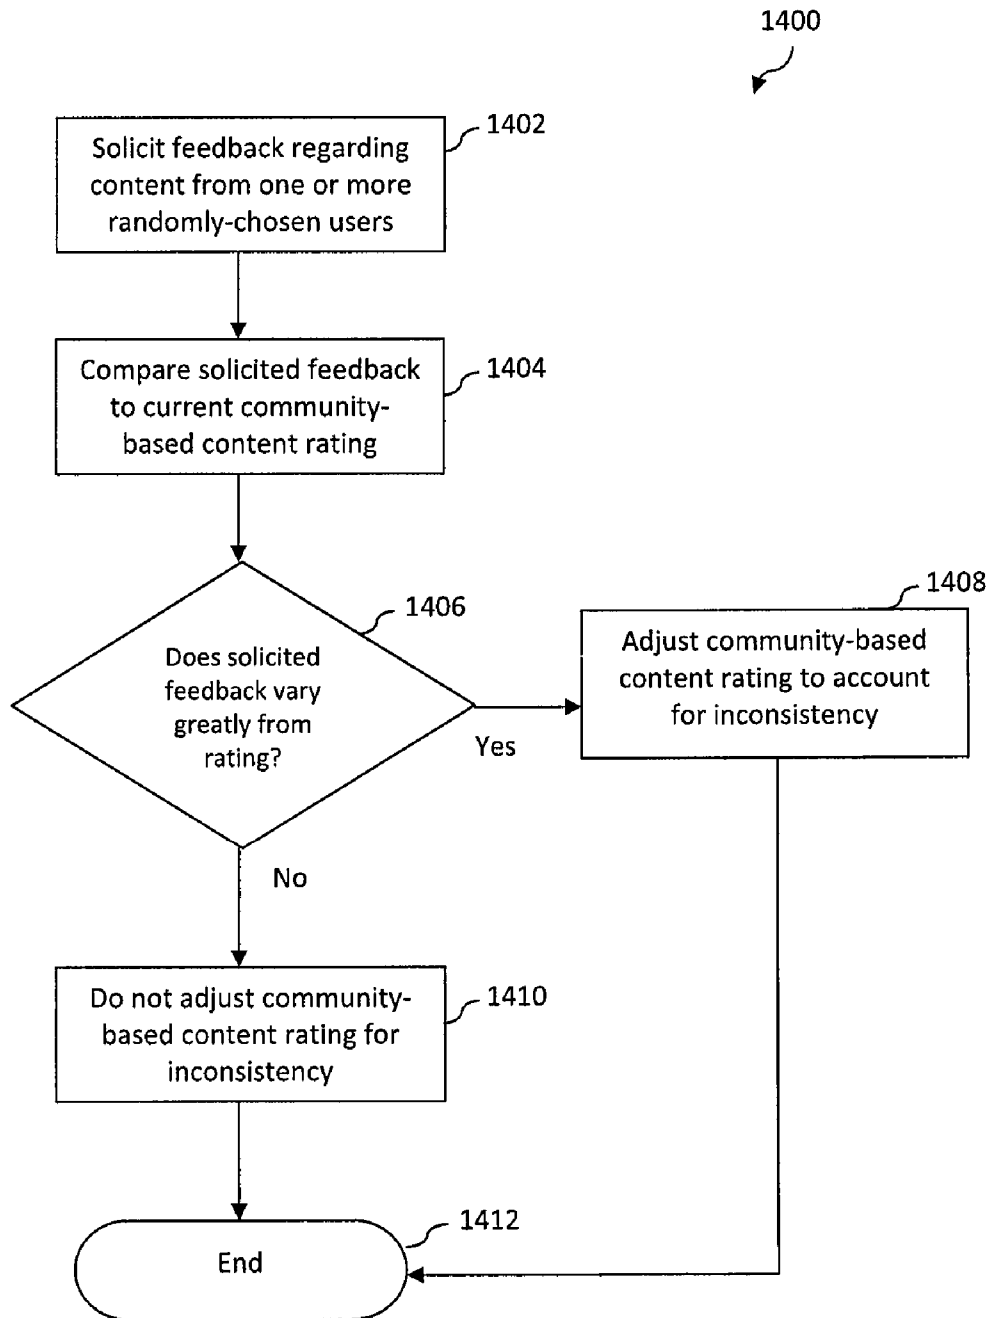 1400
1402
Solicit feedback regarding
content from one or more
randomly-chosen users
1404
Compare solicited feedback
to current community-
based content rating
1406
Does solicited
feedback vary
greatly from
rating?
Yes
1408
Adjust community-based
content rating to account
for inconsistency
No
1410
Do not adjust community-
based content rating for
inconsistency
1412
End